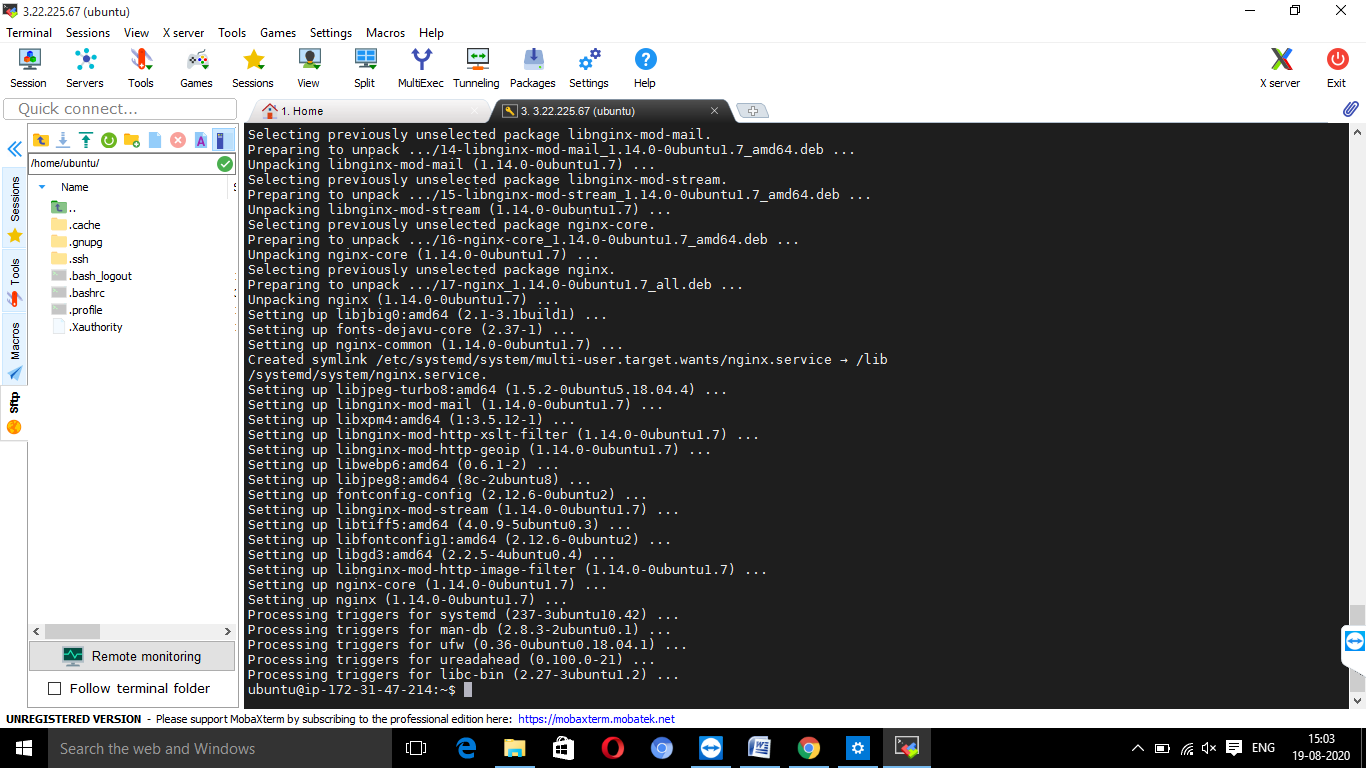 3.22.225.67 (ubuntu)
Terminal Sessions View X server Tools Games Settings Macros Help
Session Servers Tools Games Sessions View Split MultiExec Tunneling Packages Settings Help X server Exit
Quick connect...
1. Home
3. 3.22.225.67 (ubuntu)
/home/ubuntu/
Name
..
.cache
.gnupg
.ssh
.bash_logout
.bashrc
.profile
.Xauthority
Sessions
Tools
Macros
Sftp
Remote monitoring
Follow terminal folder
Selecting previously unselected package libnginx-mod-mail.
Preparing to unpack .../14-libnginx-mod-mail_1.14.0-0ubuntu1.7_amd64.deb ...
Unpacking libnginx-mod-mail (1.14.0-0ubuntu1.7) ...
Selecting previously unselected package libnginx-mod-stream.
Preparing to unpack .../15-libnginx-mod-stream_1.14.0-0ubuntu1.7_amd64.deb ...
Unpacking libnginx-mod-stream (1.14.0-0ubuntu1.7) ...
Selecting previously unselected package nginx-core.
Preparing to unpack .../16-nginx-core_1.14.0-0ubuntu1.7_amd64.deb ...
Unpacking nginx-core (1.14.0-0ubuntu1.7) ...
Selecting previously unselected package nginx.
Preparing to unpack .../17-nginx_1.14.0-0ubuntu1.7_all.deb ...
Unpacking nginx (1.14.0-0ubuntu1.7) ...
Setting up libjbig0:amd64 (2.1-3.1build1) ...
Setting up fonts-dejavu-core (2.37-1) ...
Setting up nginx-common (1.14.0-0ubuntu1.7) ...
Created symlink /etc/systemd/system/multi-user.target.wants/nginx.service → /lib
/systemd/system/nginx.service.
Setting up libjpeg-turbo8:amd64 (1.5.2-0ubuntu5.18.04.4) ...
Setting up libnginx-mod-mail (1.14.0-0ubuntu1.7) ...
Setting up libxpm4:amd64 (1:3.5.12-1) ...
Setting up libnginx-mod-http-xslt-filter (1.14.0-0ubuntu1.7) ...
Setting up libnginx-mod-http-geoip (1.14.0-0ubuntu1.7) ...
Setting up libwebp6:amd64 (0.6.1-2) ...
Setting up libjpeg8:amd64 (8c-2ubuntu8) ...
Setting up fontconfig-config (2.12.6-0ubuntu2) ...
Setting up libnginx-mod-stream (1.14.0-0ubuntu1.7) ...
Setting up libtiff5:amd64 (4.0.9-5ubuntu0.3) ...
Setting up libfontconfig1:amd64 (2.12.6-0ubuntu2) ...
Setting up libgd3:amd64 (2.2.5-4ubuntu0.4) ...
Setting up libnginx-mod-http-image-filter (1.14.0-0ubuntu1.7) ...
Setting up nginx-core (1.14.0-0ubuntu1.7) ...
Setting up nginx (1.14.0-0ubuntu1.7) ...
Processing triggers for systemd (237-3ubuntu10.42) ...
Processing triggers for man-db (2.8.3-2ubuntu0.1) ...
Processing triggers for ufw (0.36-0ubuntu0.18.04.1) ...
Processing triggers for ureadahead (0.100.0-21) ...
Processing triggers for libc-bin (2.27-3ubuntu1.2) ...
ubuntu@ip-172-31-47-214:~$
UNREGISTERED VERSION - Please support MobaXterm by subscribing to the professional edition here: https://mobaxterm.mobatek.net
Search the web and Windows
ENG
15:03
19-08-2020